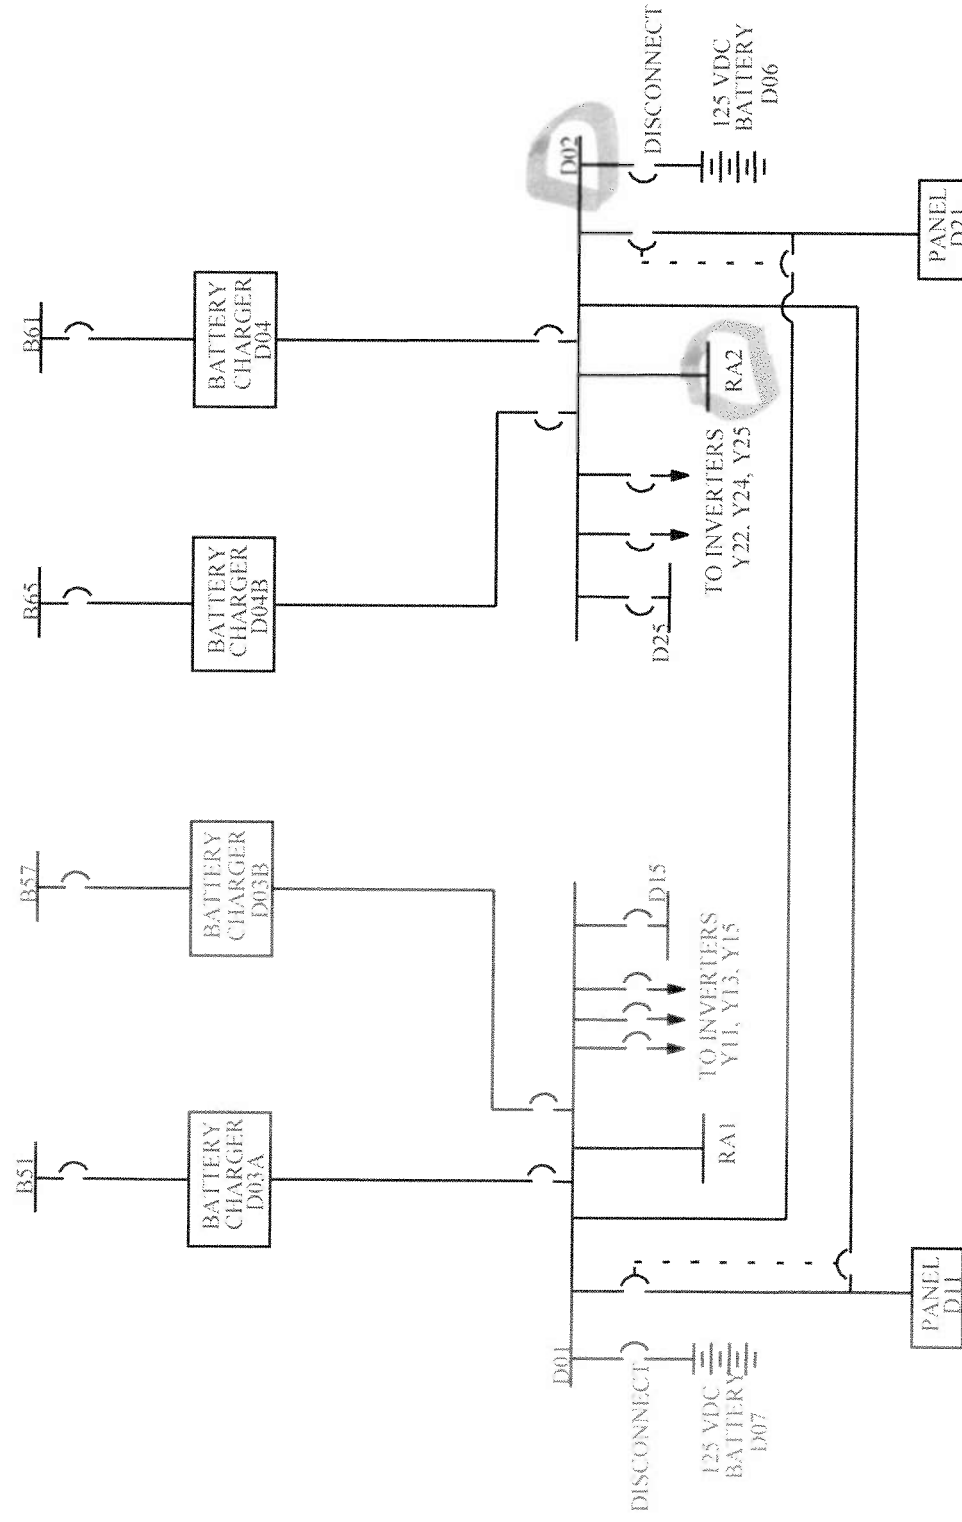 B51
B57
B65
B61
BATTERY
CHARGER
D03A
BATTERY
CHARGER
D03B
BATTERY
CHARGER
D04B
BATTERY
CHARGER
D04
D01
D02
DISCONNECT
125 VDC
BATTERY
D07
RA1
TO INVERTERS
Y11, Y13, Y15
D15
D25
TO INVERTERS
Y22. Y24, Y25
RA2
DISCONNECT
125 VDC
BATTERY
D06
PANEL
D11
PANEL
D21